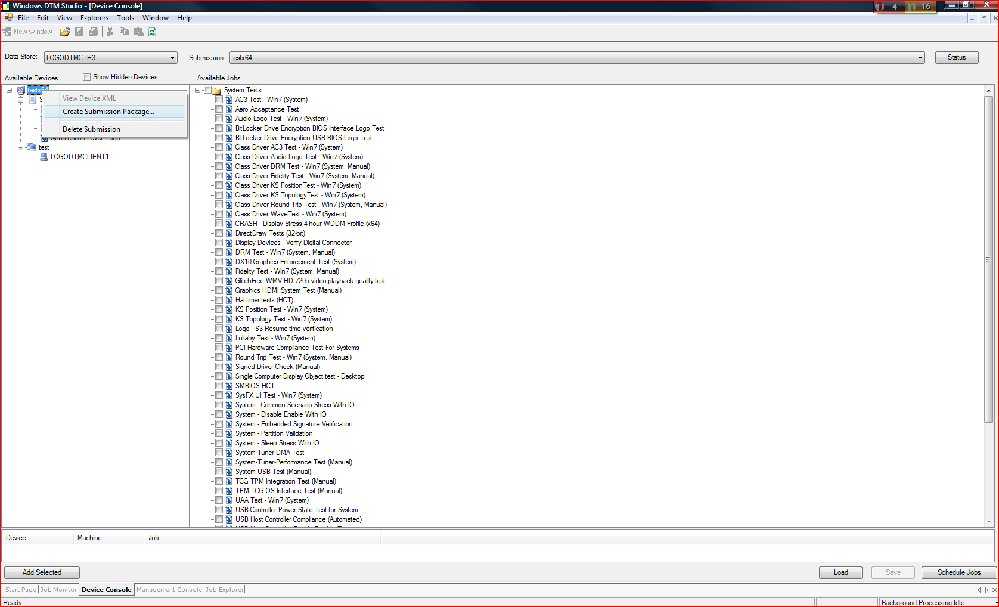 Windows DTM Studio - [Device Console]
4
16
File Edit View Explorers Tools Window Help
New Window
Data Store: LOGODTMCTR3 Submission: testx64 Status
Available Devices Show Hidden Devices Available Jobs
testx64
View Device XML
Create Submission Package...
Delete Submission
Qualification Level: Logo
test
LOGODTMCLIENT1
System Tests
AC3 Test - Win7 (System)
Aero Acceptance Test
Audio Logo Test - Win7 (System)
BitLocker Drive Encryption BIOS Interface Logo Test
BitLocker Drive Encryption USB BIOS Logo Test
Class Driver AC3 Test - Win7 (System)
Class Driver Audio Logo Test - Win7 (System)
Class Driver DRM Test - Win7 (System, Manual)
Class Driver Fidelity Test - Win7 (System, Manual)
Class Driver KS PositionTest - Win7 (System)
Class Driver KS TopologyTest - Win7 (System)
Class Driver Round Trip Test - Win7 (System, Manual)
Class Driver WaveTest - Win7 (System)
CRASH - Display Stress 4-hour WDDM Profile (x64)
DirectDraw Tests (32-bit)
Display Devices - Verify Digital Connector
DRM Test - Win7 (System, Manual)
DX10 Graphics Enforcement Test (System)
Fidelity Test - Win7 (System, Manual)
GlitchFree WMV HD 720p video playback quality test
Graphics HDMI System Test (Manual)
Hal timer tests (HCT)
KS Position Test - Win7 (System)
KS Topology Test - Win7 (System)
Logo - S3 Resume time verification
Lullaby Test - Win7 (System)
PCI Hardware Compliance Test For Systems
Round Trip Test - Win7 (System, Manual)
Signed Driver Check (Manual)
Single Computer Display Object test - Desktop
SMBIOS HCT
SysFX UI Test - Win7 (System)
System - Common Scenario Stress With IO
System - Disable Enable With IO
System - Embedded Signature Verification
System - Partition Validation
System - Sleep Stress With IO
System-Tuner-DMA Test
System-Tuner-Performance Test (Manual)
System-USB Test (Manual)
TCG TPM Integration Test (Manual)
TPM TCG OS Interface Test (Manual)
UAA Test - Win7 (System)
USB Controller Power State Test for System
USB Host Controller Compliance (Automated)
Device Machine Job
Add Selected Load Save Schedule Jobs
Start Page Job Monitor Device Console Management Console Job Explorer
Ready Background Processing Idle